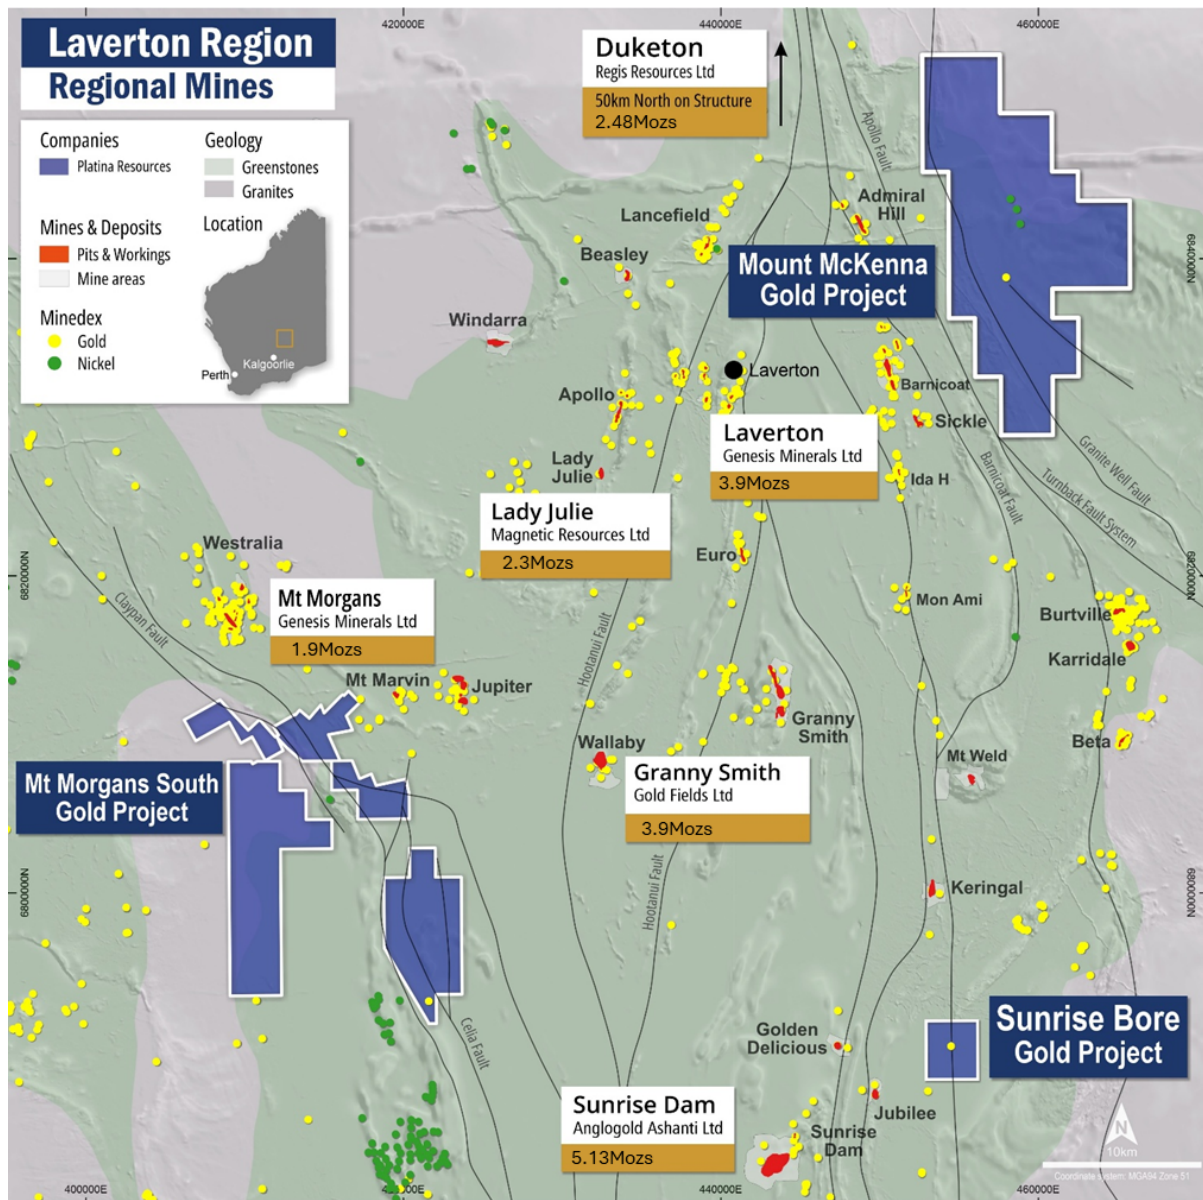 420000E
440000E
460000E
Laverton Region
Regional Mines
Companies
Platina Resources
Geology
Greenstones
Granites
Mines & Deposits
Pits & Workings
Mine areas
Minedex
Gold
Nickel
Location
Kalgoorlie
Perth
Duketon
Regis Resources Ltd
50km North on Structure
2.48Mozs
Apollo Fault
Admiral
Hill
Lancefield
Beasley
Mount McKenna
Gold Project
6840000N
Windarra
Laverton
Barnicoat
Apollo
Sickle
Laverton
Genesis Minerals Ltd
3.9Mozs
Lady
Julie
Ida H
Barnicoat Fault
Granny Well Fault
Turnback Fault System
Lady Julie
Magnetic Resources Ltd
2.3Mozs
Westralia
Euro
6820000N
6820000N
Claypan Fault
Mt Morgans
Genesis Minerals Ltd
1.9Mozs
Mon Ami
Burtville
Karridale
Hootanui Fault
Mt Marvin
Jupiter
Granny
Smith
Wallaby
Beta
Mt Weld
Mt Morgans South
Gold Project
Granny Smith
Gold Fields Ltd
3.9Mozs
Hootanui Fault
Keringal
6800000N
6800000N
Celia Fault
Golden
Delicious
Sunrise Bore
Gold Project
Sunrise Dam
Anglogold Ashanti Ltd
5.13Mozs
Jubilee
Sunrise
Dam
N
10km
Coordinate system: MGA94 Zone 51
400000E
420000E
440000E
460000E